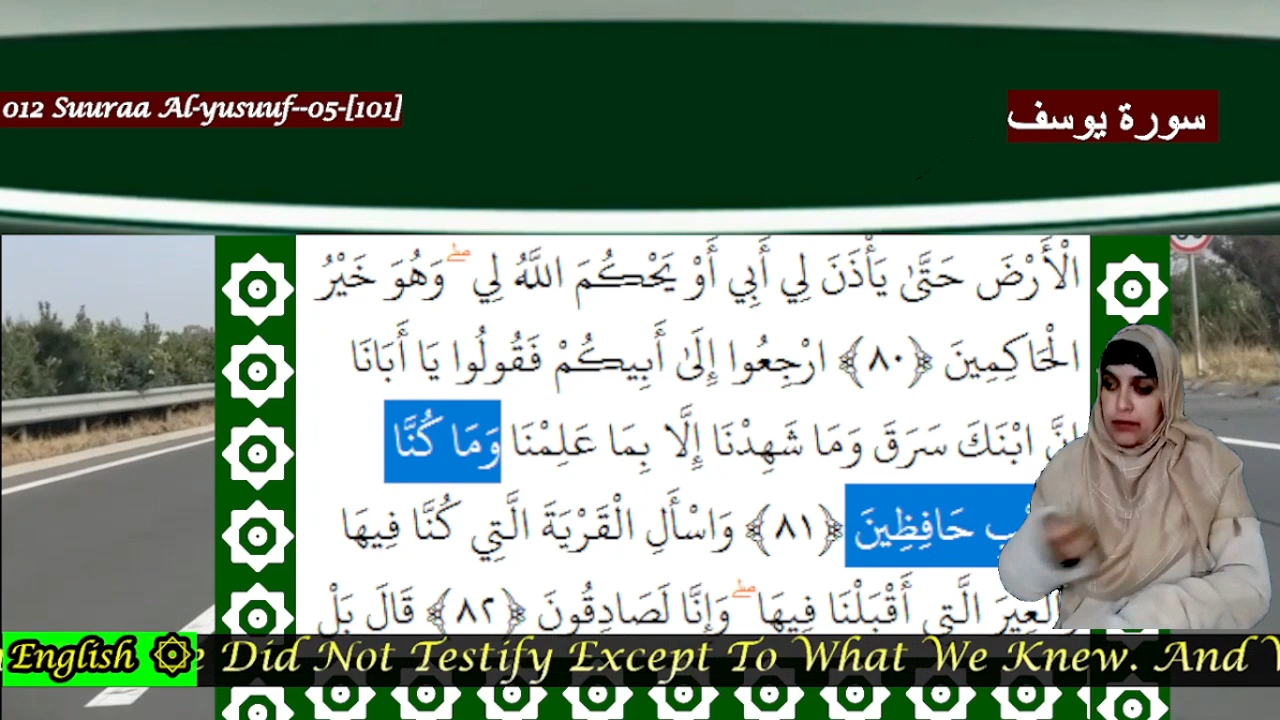 012 Suuraa Al-yusuuf--05-[101]
سورة يوسف
الْأَرْضَ حَتَّىٰ يَأْذَنَ لِي أَبِي أَوْ يَحْكُمَ اللَّهُ لِي ۖ وَهُوَ خَيْرُ
الْحَاكِمِينَ ﴿٨٠﴾ ارْجِعُوا إِلَىٰ أَبِيكُمْ فَقُولُوا يَا أَبَانَا
ابْنَكَ سَرَقَ وَمَا شَهِدْنَا إِلَّا بِمَا عَلِمْنَا وَمَا كُنَّا
حَافِظِينَ ﴿٨١﴾ وَاسْأَلِ الْقَرْيَةَ الَّتِي كُنَّا فِيهَا
الَّتِي أَقْبَلْنَا فِيهَا ۖ وَإِنَّا لَصَادِقُونَ ﴿٨٢﴾ قَالَ بَلْ
English Did Not Testify Except To What We Knew. And